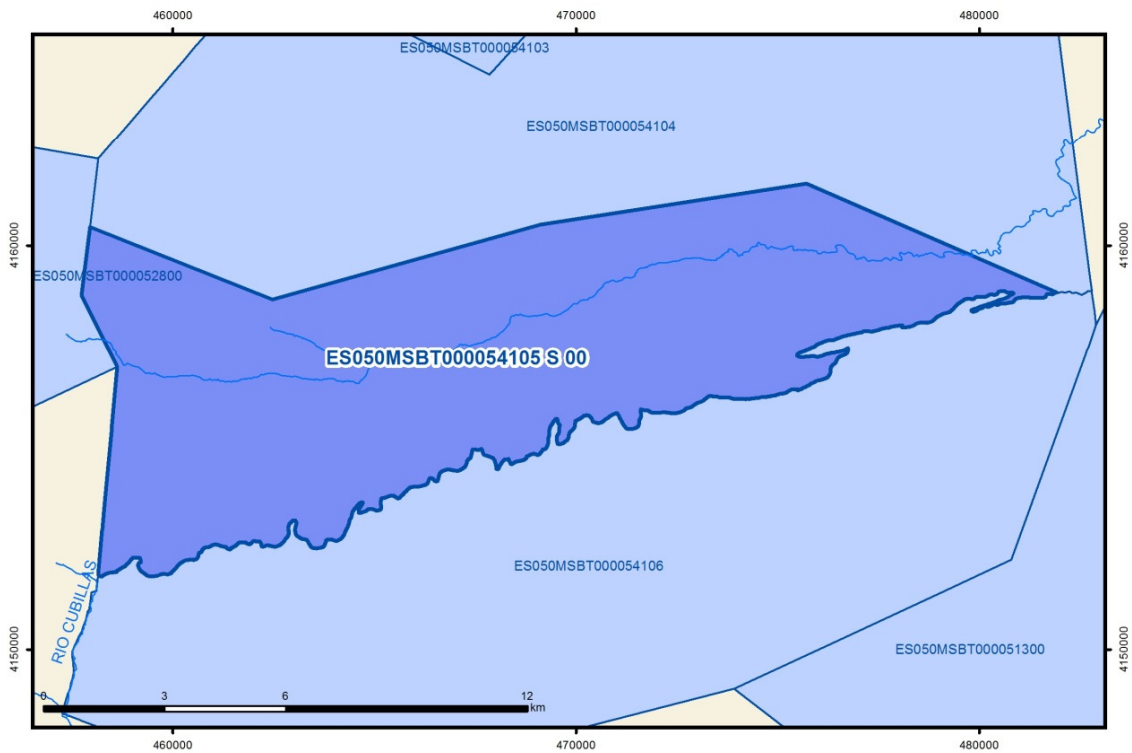 460000
470000
480000
ES050MSBT000054103
ES050MSBT000054104
4160000
4160000
ES050MSBT000052800
ES050MSBT000054105 S 00
ES050MSBT000054106
RIO CUBILLAS
4150000
ES050MSBT000051300
4150000
0 3 6 12
km
460000
470000
480000